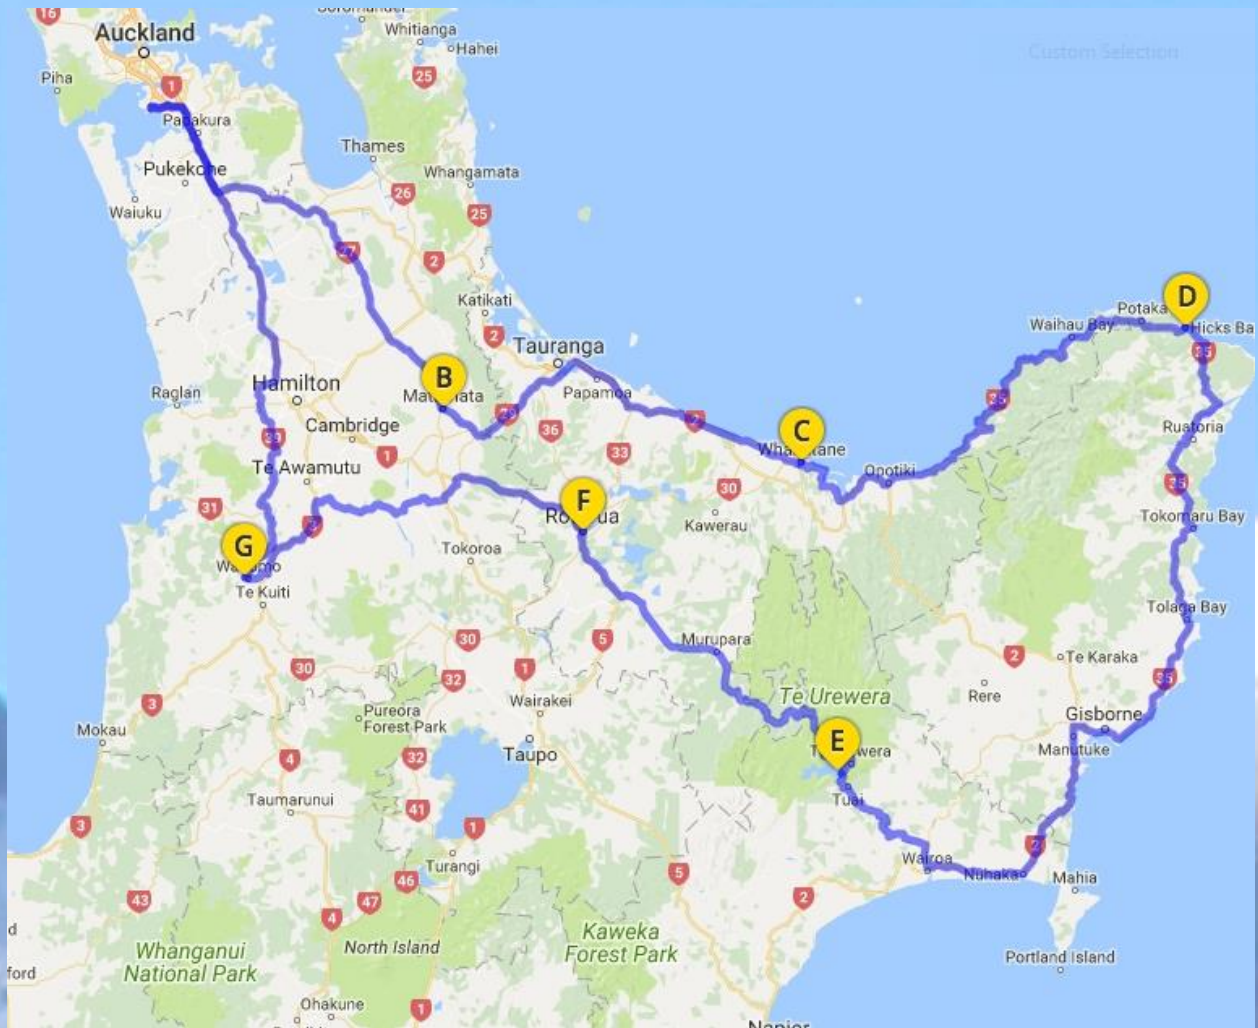 16
Coromandel
Auckland
Whitianga
Hahei
Custom Selection
Piha
1
25
Papakura
Thames
Pukekohe
Whangamata
26
Waiuku
25
27
2
D
Katikati
Potaka
Waihau Bay
Hicks Ba
2
Tauranga
35
B
Raglan
Hamilton
Papamoa
35
29
2
C
Cambridge
36
Ruatoria
39
1
33
Te Awamutu
Opotiki
F
30
35
31
Kawerau
Tokomaru Bay
3
G
Tokoroa
Te Kuiti
Tolaga Bay
30
5
Murupara
2
Te Karaka
30
1
32
35
Rere
Te Urewera
3
Wairakei
Pureora
Forest Park
Gisborne
Mokau
E
Manutuke
Taupo
32
4
Tuai
Taumarunui
41
3
1
2
Turangi
Wairoa
5
Nuhaka
Mahia
46
43
47
2
4
Whanganui
National Park
North Island
Kaweka
Forest Park
d
Portland Island
ford
Ohakune
1
Napier